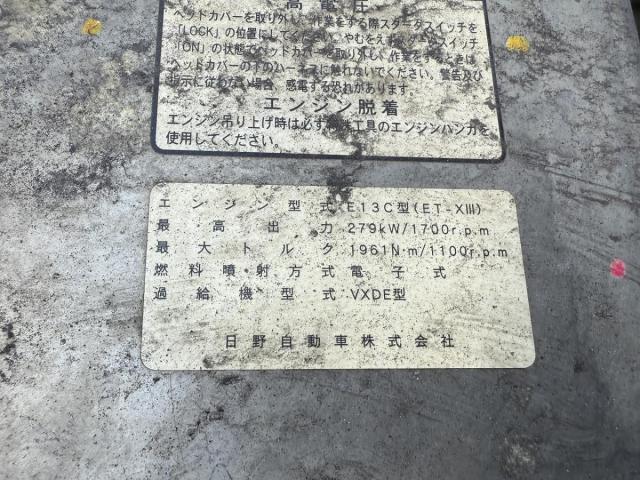 高電圧
ヘッドカバーを取り外し、作業をする際スタータスイッチを
「LOCK」の位置にしてください。やむをえずスタータスイッチ
「ON」の状態でヘッドカバーを取り外し、作業をするときは
ヘッドカバーの下のハーネスに触れないでください。警告及び
指示に従わない場合、感電する恐れがあります。
エンジン脱着
エンジン吊り上げ時は必ず特殊工具のエンジンハンガを
使用してください。
エンジン型式 E13C型(ET-XIII)
最高出力 279kW/1700r.p.m
最大トルク 1961N・m/1100r.p.m
燃料噴・射方式 電子式
過給機型式 VXDE型
日野自動車株式会社